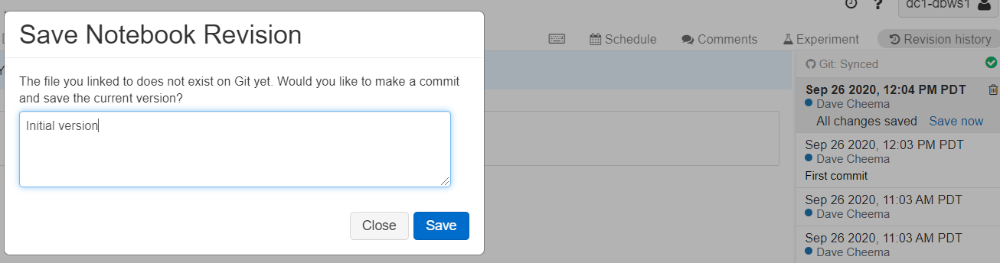 ? dc1-dbws1
Save Notebook Revision
Schedule Comments Experiment Revision history
The file you linked to does not exist on Git yet. Would you like to make a commit
and save the current version?
Initial version
Close Save
Git: Synced
Sep 26 2020, 12:04 PM PDT
Dave Cheema
All changes saved Save now
Sep 26 2020, 12:03 PM PDT
Dave Cheema
First commit
Sep 26 2020, 11:03 AM PDT
Dave Cheema
Sep 26 2020, 11:03 AM PDT
Dave Cheema